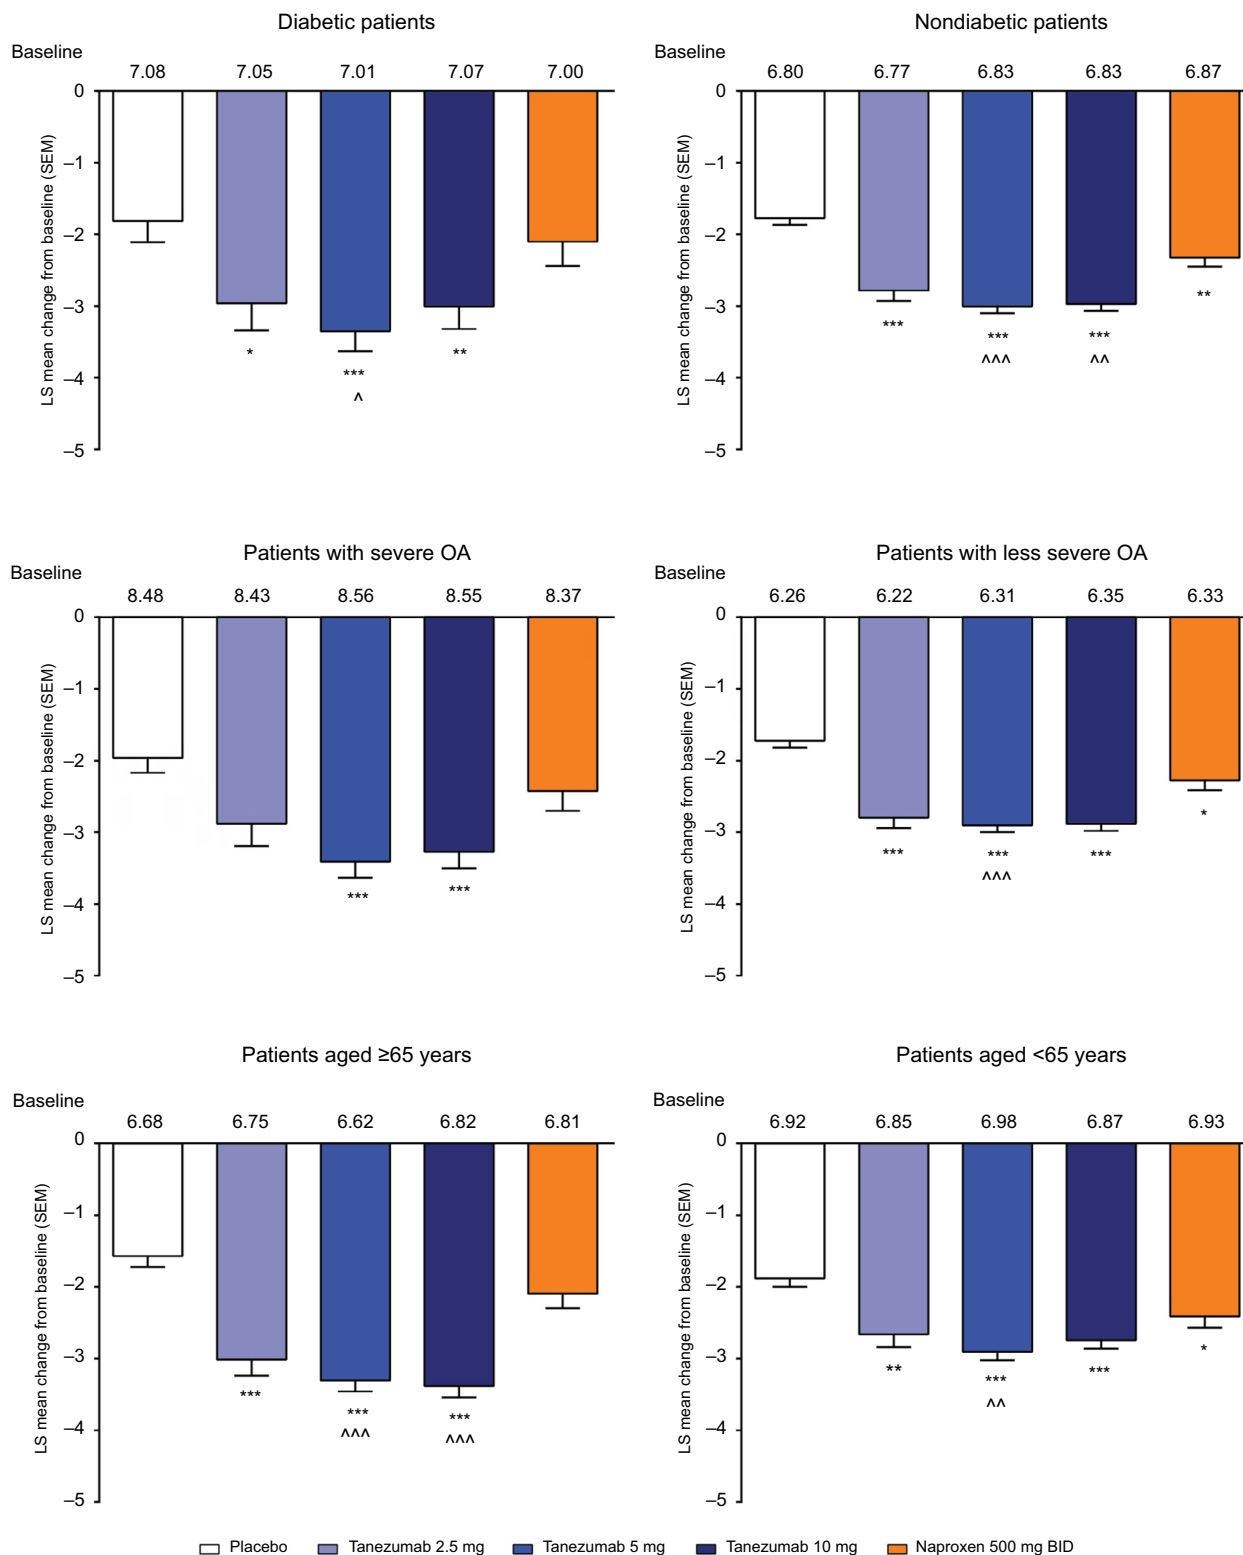 Diabetic patients
Baseline
7.08 7.05 7.01 7.07 7.00
0
–1
–2
–3
–4
–5
LS mean change from baseline (SEM)
*
***
^
**
Nondiabetic patients
6.80 6.77 6.83 6.83 6.87
0
–1
–2
–3
–4
–5
LS mean change from baseline (SEM)
***
***
^^^
***
^^
**
Patients with severe OA
Baseline
8.48 8.43 8.56 8.55 8.37
0
–1
–2
–3
–4
–5
LS mean change from baseline (SEM)
***
***
Patients with less severe OA
Baseline
6.26 6.22 6.31 6.35 6.33
0
–1
–2
–3
–4
–5
LS mean change from baseline (SEM)
***
***
^^^
***
*
Patients aged ≥65 years
Baseline
6.68 6.75 6.62 6.82 6.81
0
–1
–2
–3
–4
–5
LS mean change from baseline (SEM)
***
***
^^^
***
^^^
Patients aged <65 years
Baseline
6.92 6.85 6.98 6.87 6.93
0
–1
–2
–3
–4
–5
LS mean change from baseline (SEM)
**
***
^^
***
*
Placebo Tanezumab 2.5 mg Tanezumab 5 mg Tanezumab 10 mg Naproxen 500 mg BID